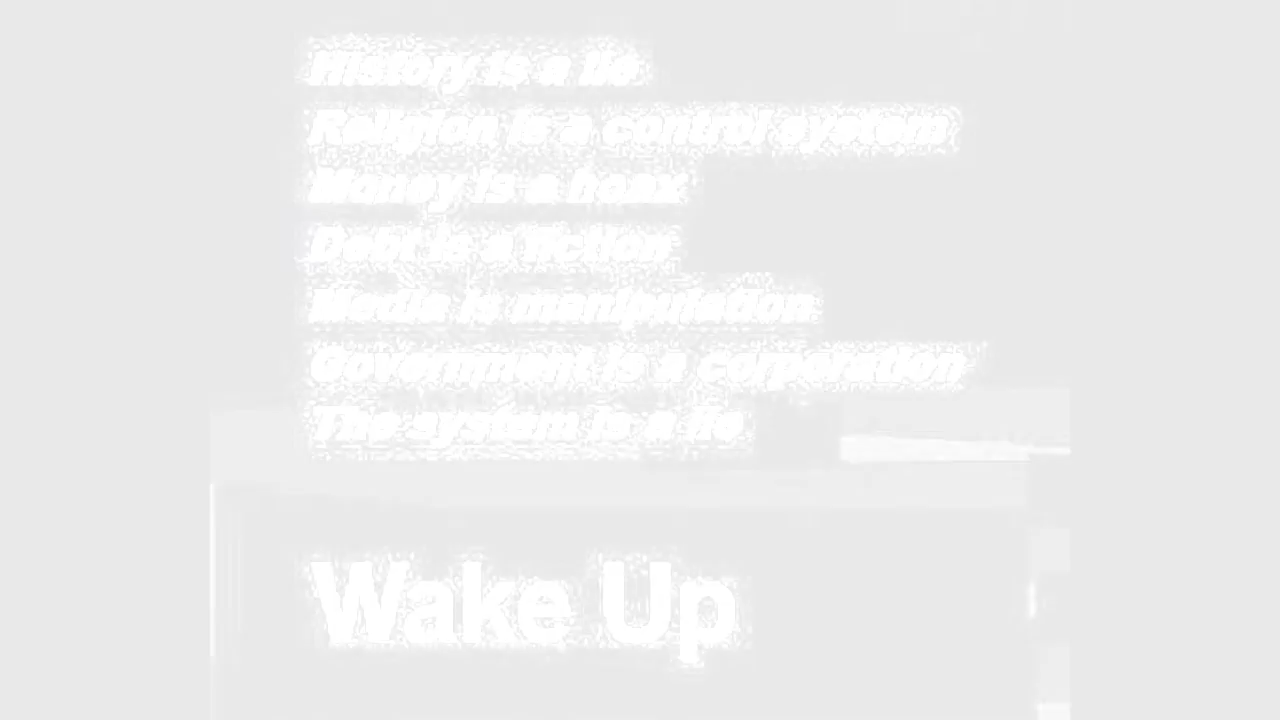 History is a lie
Religion is a control system
Money is a hoax
Debt is a fiction
Media is manipulation
Government is a corporation
The system is a lie
Wake Up